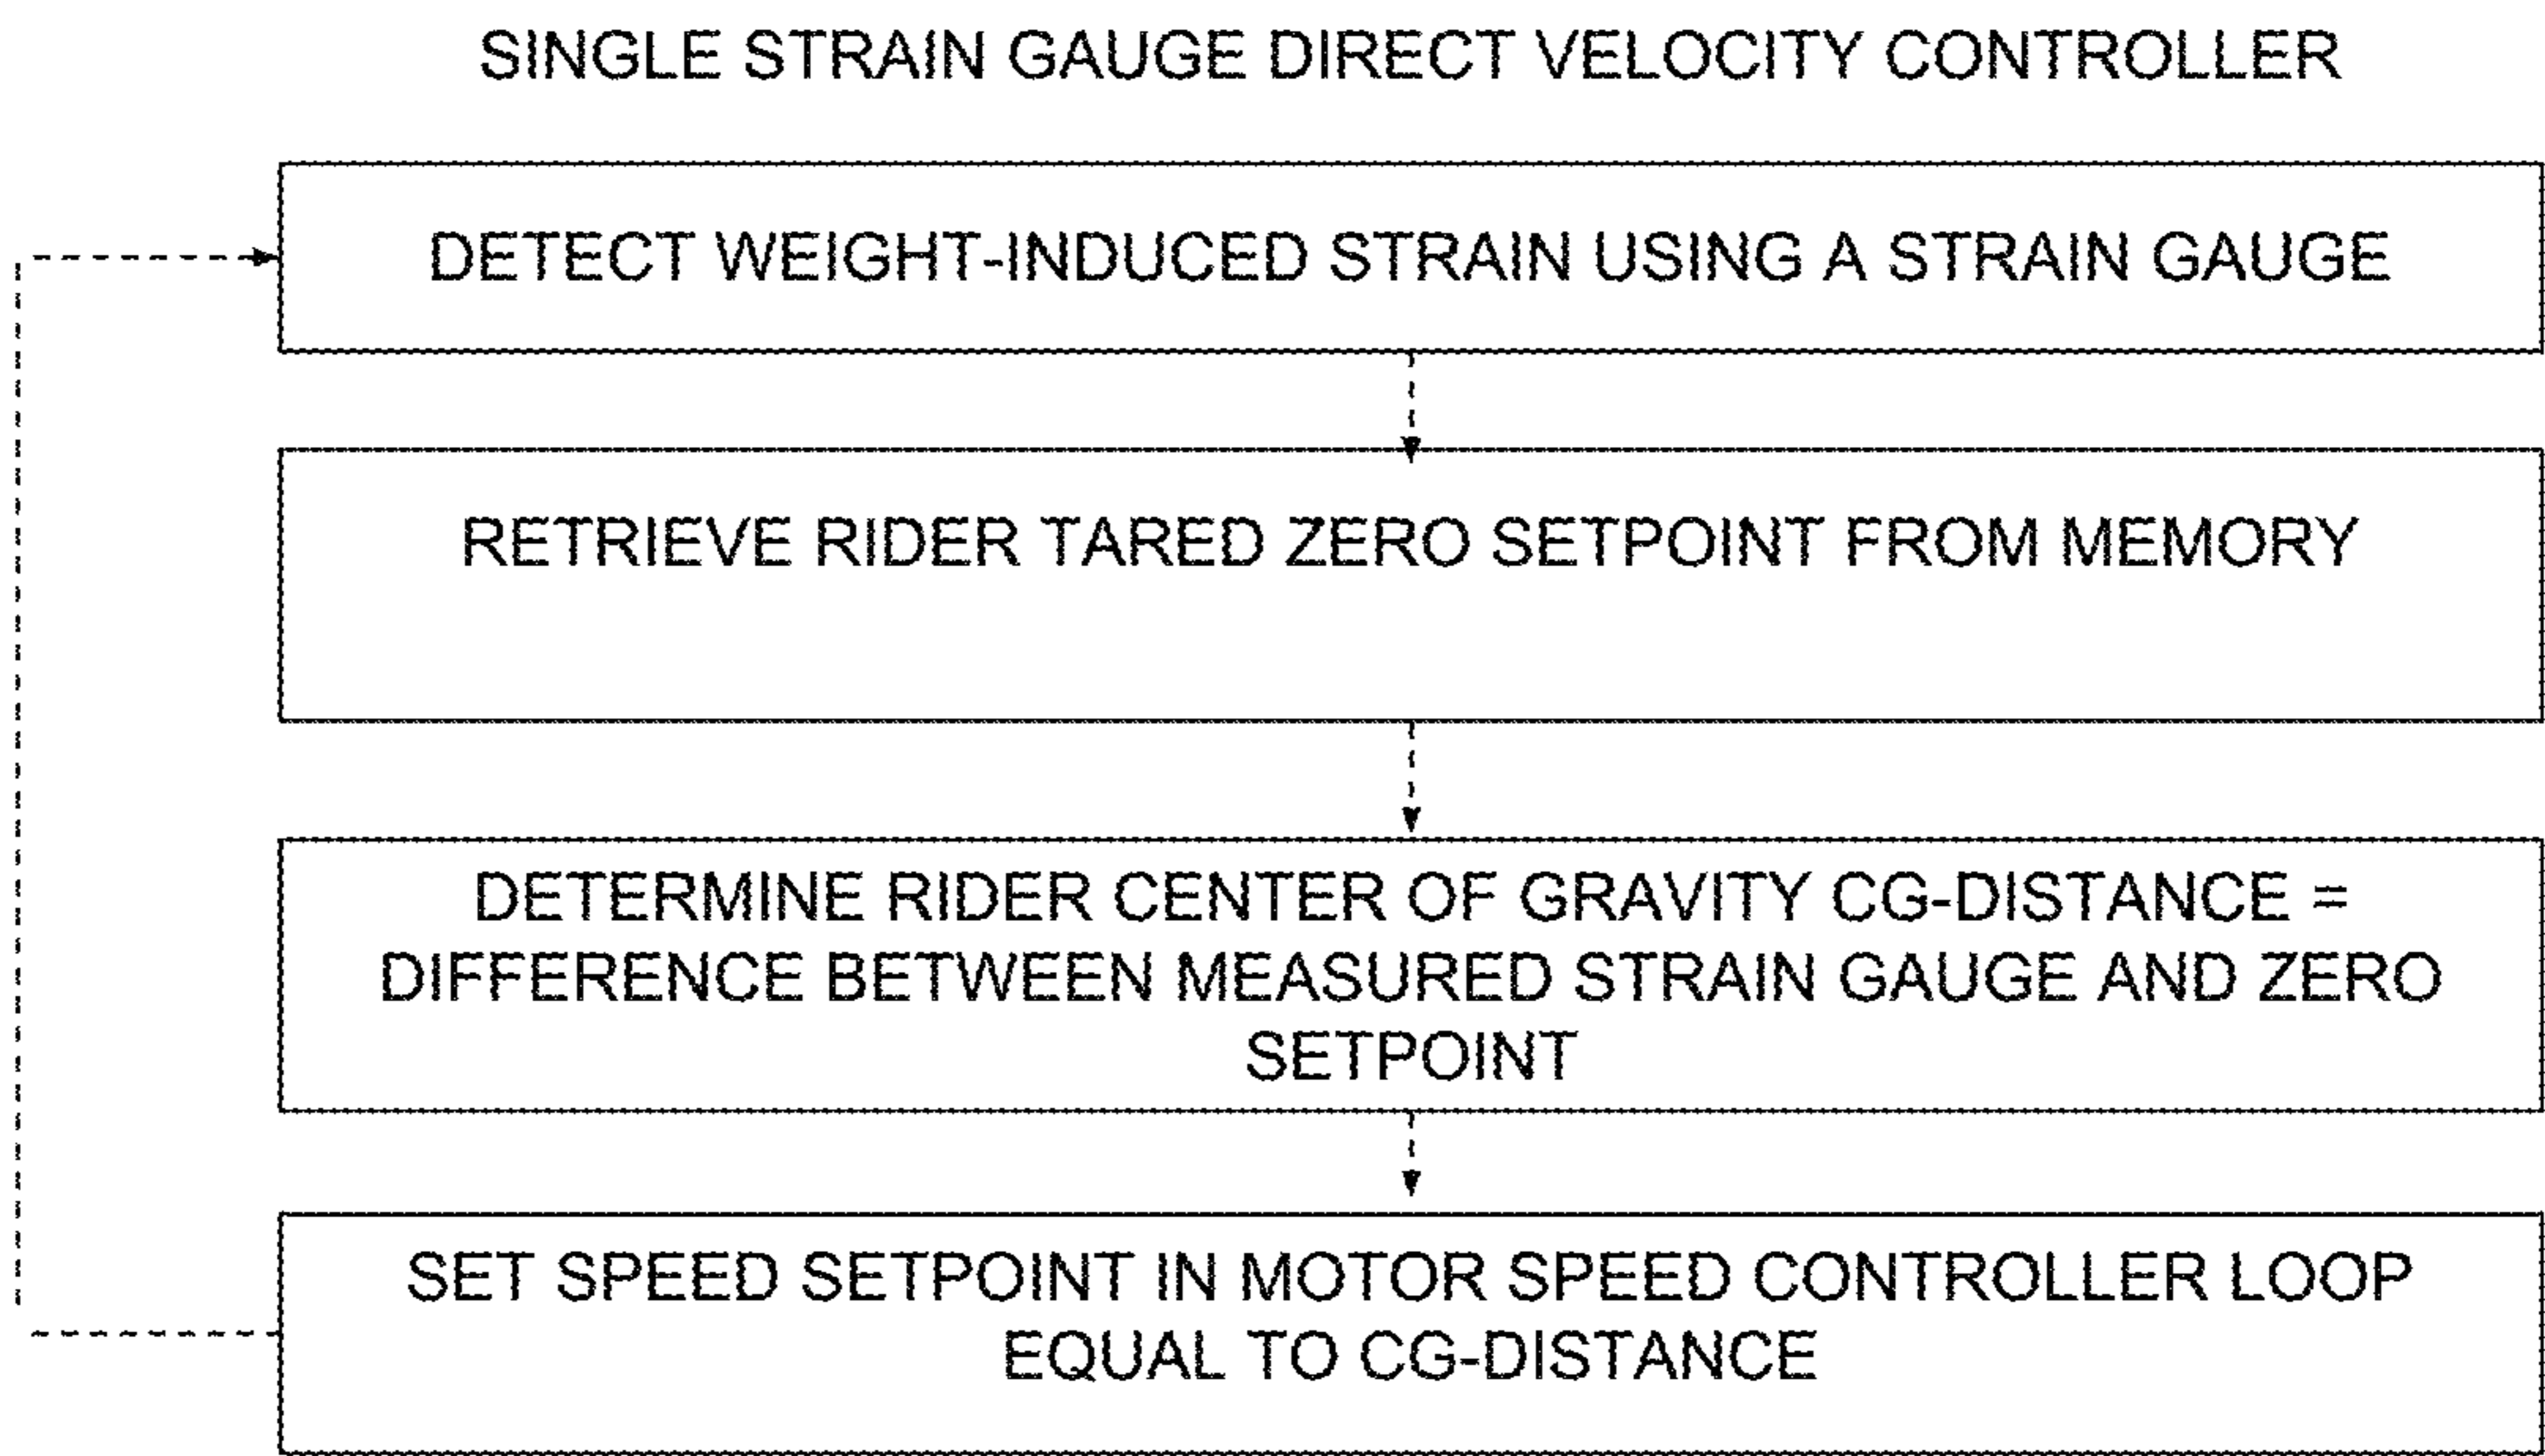 SINGLE STRAIN GAUGE DIRECT VELOCITY CONTROLLER
DETECT WEIGHT-INDUCED STRAIN USING A STRAIN GAUGE
RETRIEVE RIDER TARED ZERO SETPOINT FROM MEMORY
DETERMINE RIDER CENTER OF GRAVITY CG-DISTANCE =
DIFFERENCE BETWEEN MEASURED STRAIN GAUGE AND ZERO
SETPOINT
SET SPEED SETPOINT IN MOTOR SPEED CONTROLLER LOOP
EQUAL TO CG-DISTANCE